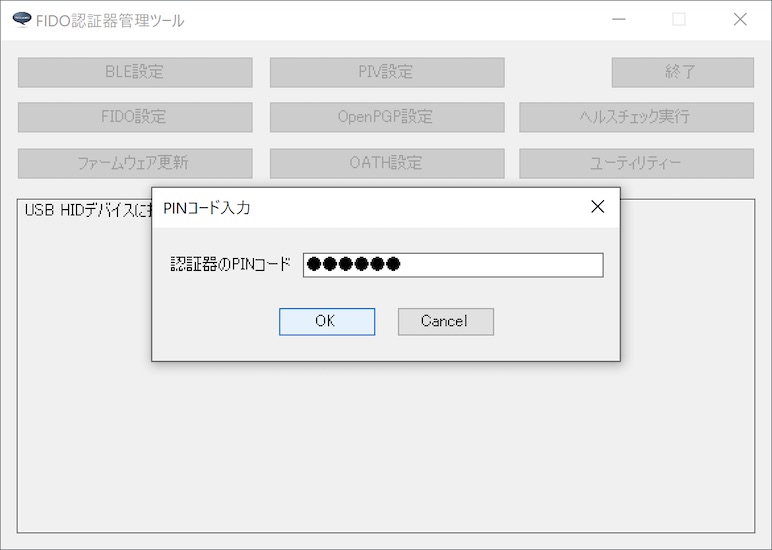 FIDO認証器管理ツール
BLE設定
PIV設定
終了
FIDO設定
OpenPGP設定
ヘルスチェック実行
ファームウェア更新
OATH設定
ユーティリティー
USB HIDデバイスに
PINコード入力
認証器のPINコード ●●●●●●
OK
Cancel